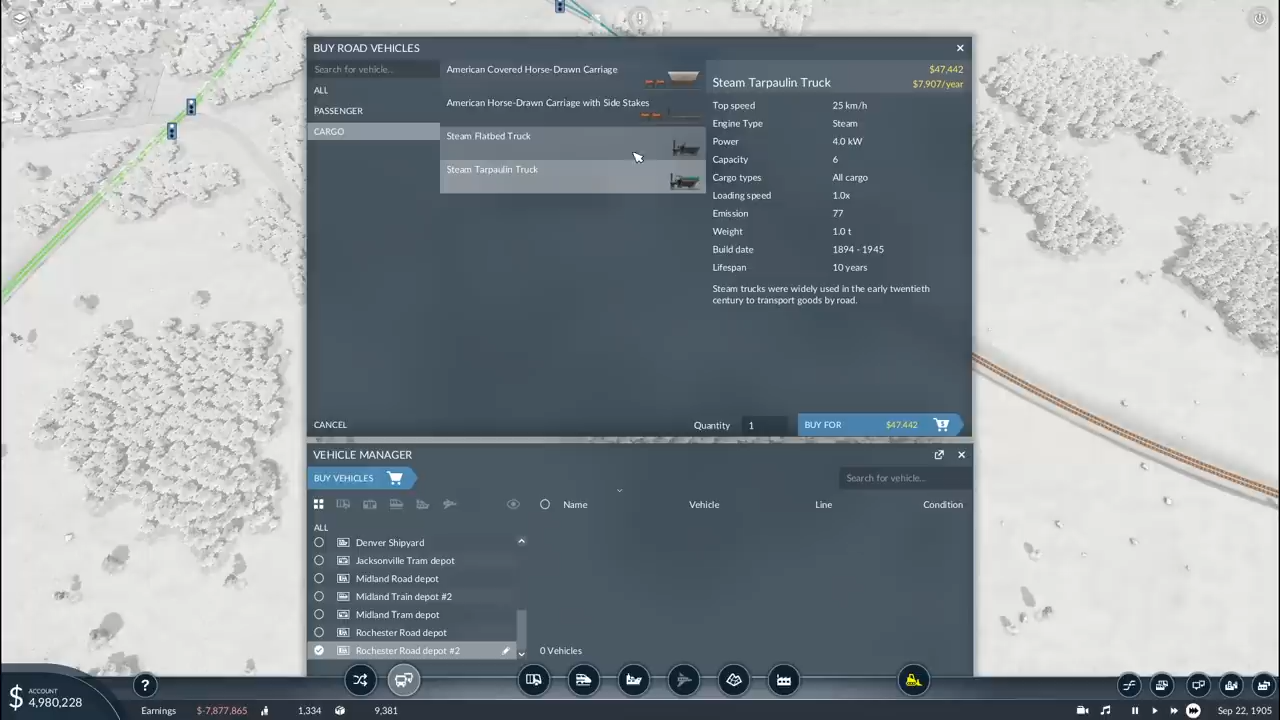 BUY ROAD VEHICLES
Search for vehicle...
ALL
PASSENGER
CARGO
American Covered Horse-Drawn Carriage
American Horse-Drawn Carriage with Side Stakes
Steam Flatbed Truck
Steam Tarpaulin Truck
Steam Tarpaulin Truck
$47,442
$7,907/year
Top speed 25 km/h
Engine Type Steam
Power 4.0 kW
Capacity 6
Cargo types All cargo
Loading speed 1.0x
Emission 77
Weight 1.0 t
Build date 1894 - 1945
Lifespan 10 years
Steam trucks were widely used in the early twentieth
century to transport goods by road.
CANCEL
Quantity 1
BUY FOR $47,442
VEHICLE MANAGER
BUY VEHICLES
Search for vehicle...
Name Vehicle Line Condition
ALL
Denver Shipyard
Jacksonville Tram depot
Midland Road depot
Midland Train depot #2
Midland Tram depot
Rochester Road depot
Rochester Road depot #2
0 Vehicles
$ ACCOUNT
4,980,228
?
Earnings $-7,877,865 1,334 9,381
Sep 22, 1905